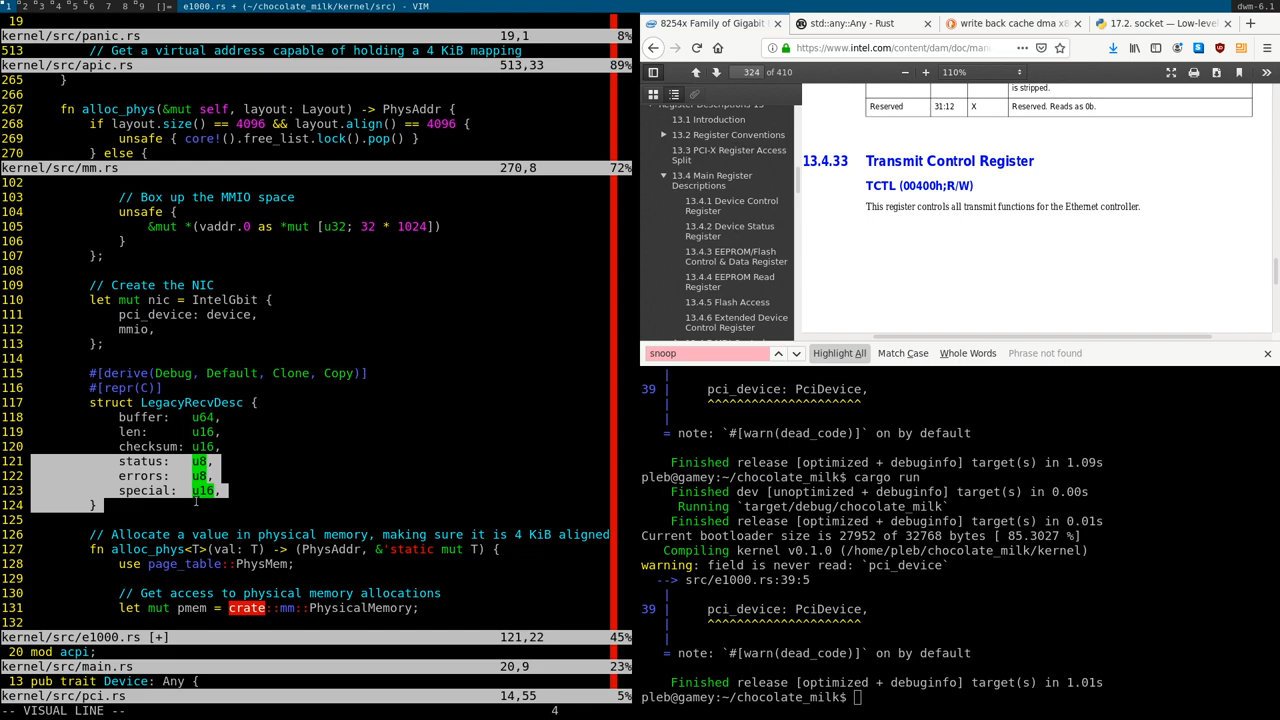 1 2 3 4 5 6 7 8 9 []= e1000.rs + (~/chocolate_milk/kernel/src) - VIM
dwm-6.1
19
kernel/src/panic.rs 19,1 8%
513 // Get a virtual address capable of holding a 4 KiB mapping
kernel/src/apic.rs 513,33 89%
265 }
266
267 fn alloc_phys(&mut self, layout: Layout) -> PhysAddr {
268 if layout.size() == 4096 && layout.align() == 4096 {
269 unsafe { core!().free_list.lock().pop() }
270 } else {
kernel/src/mm.rs 270,8 72%
102
103 // Box up the MMIO space
104 unsafe {
105 &mut *(vaddr.0 as *mut [u32; 32 * 1024])
106 }
107 };
108
109 // Create the NIC
110 let mut nic = IntelGbit {
111 pci_device: device,
112 mmio,
113 };
114
115 #[derive(Debug, Default, Clone, Copy)]
116 #[repr(C)]
117 struct LegacyRecvDesc {
118 buffer: u64,
119 len: u16,
120 checksum: u16,
121 status: u8,
122 errors: u8,
123 special: u16,
124 }
125
126 // Allocate a value in physical memory, making sure it is 4 KiB aligned
127 fn alloc_phys<T>(val: T) -> (PhysAddr, &'static mut T) {
128 use page_table::PhysMem;
129
130 // Get access to physical memory allocations
131 let mut pmem = crate::mm::PhysicalMemory;
132
kernel/src/e1000.rs [+] 121,22 45%
20 mod acpi;
kernel/src/main.rs 20,9 23%
13 pub trait Device: Any {
kernel/src/pci.rs 14,55 5%
-- VISUAL LINE -- 4
8254x Family of Gigabit
std::any::Any - Rust
write back cache dma x8
17.2. socket — Low-level
https://www.intel.com/content/dam/doc/man
324 of 410
110%
13.1 Introduction
13.2 Register Conventions
13.3 PCI-X Register Access
Split
13.4 Main Register
Descriptions
13.4.1 Device Control
Register
13.4.2 Device Status
Register
13.4.3 EEPROM/Flash
Control & Data Register
13.4.4 EEPROM Read
Register
13.4.5 Flash Access
13.4.6 Extended Device
Control Register
is stripped.
Reserved 31:12 X Reserved. Reads as 0b.
13.4.33 Transmit Control Register
TCTL (00400h;R/W)
This register controls all transmit functions for the Ethernet controller.
snoop
Highlight All Match Case Whole Words Phrase not found
|
39 | pci_device: PciDevice,
| ^^^^^^^^^^^^^^^^^^^^^
|
= note: `#[warn(dead_code)]` on by default
Finished release [optimized + debuginfo] target(s) in 1.09s
pleb@gamey:~/chocolate_milk$ cargo run
Finished dev [unoptimized + debuginfo] target(s) in 0.00s
Running `target/debug/chocolate_milk`
Finished release [optimized + debuginfo] target(s) in 0.01s
Current bootloader size is 27952 of 32768 bytes [ 85.3027 %]
Compiling kernel v0.1.0 (/home/pleb/chocolate_milk/kernel)
warning: field is never read: `pci_device`
--> src/e1000.rs:39:5
|
39 | pci_device: PciDevice,
| ^^^^^^^^^^^^^^^^^^^^^
|
= note: `#[warn(dead_code)]` on by default
Finished release [optimized + debuginfo] target(s) in 1.01s
pleb@gamey:~/chocolate_milk$